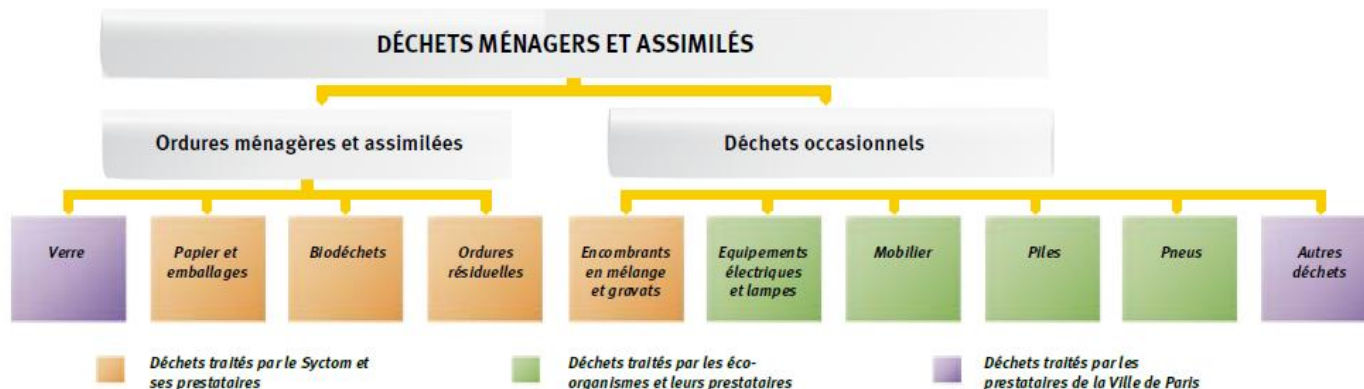 DÉCHETS MÉNAGERS ET ASSIMILÉS
Ordures ménagères et assimilées
Déchets occasionnels
Verre
Papier et
emballages
Biodéchets
Ordures
résiduelles
Encombrants
en mélange
et gravats
Equipements
électriques
et lampes
Mobilier
Piles
Pneus
Autres
déchets
Déchets traités par le Syctom et
ses prestataires
Déchets traités par les éco-
organismes et leurs prestataires
Déchets traités par les
prestataires de la Ville de Paris